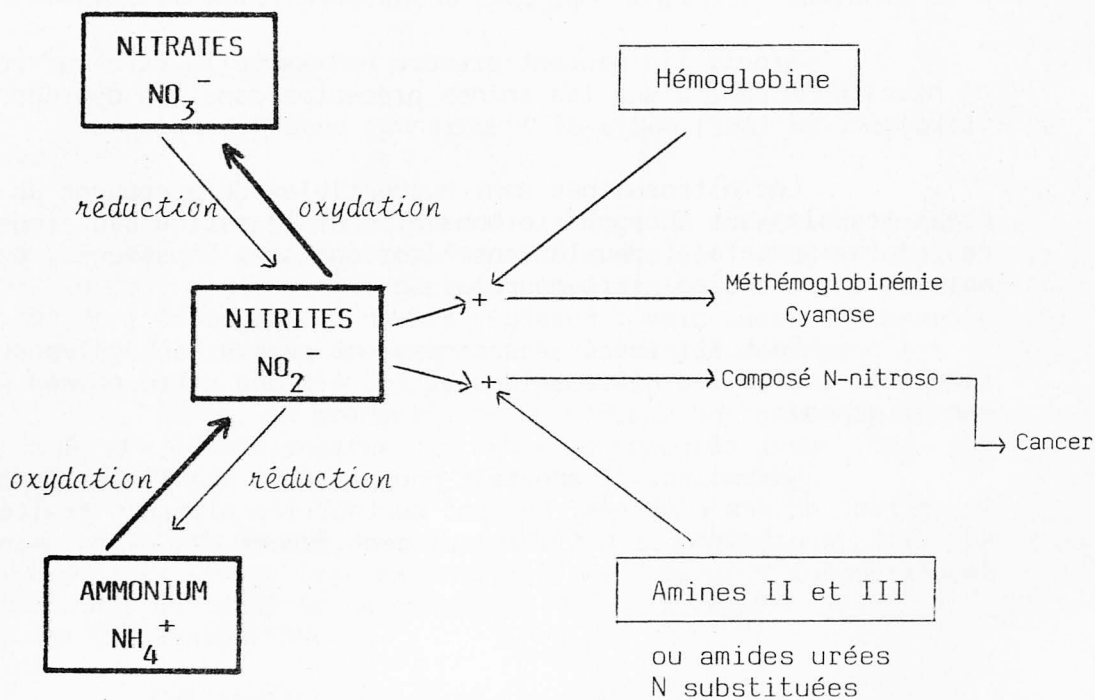 NITRATES
NO₃⁻
Hémoglobine
réduction
oxydation
NITRITES
NO₂⁻
+
Méthémoglobinémie
Cyanose
+
Composé N-nitroso
Cancer
oxydation
réduction
AMMONIUM
NH₄⁺
Amines II et III
ou amides urées
N substituées